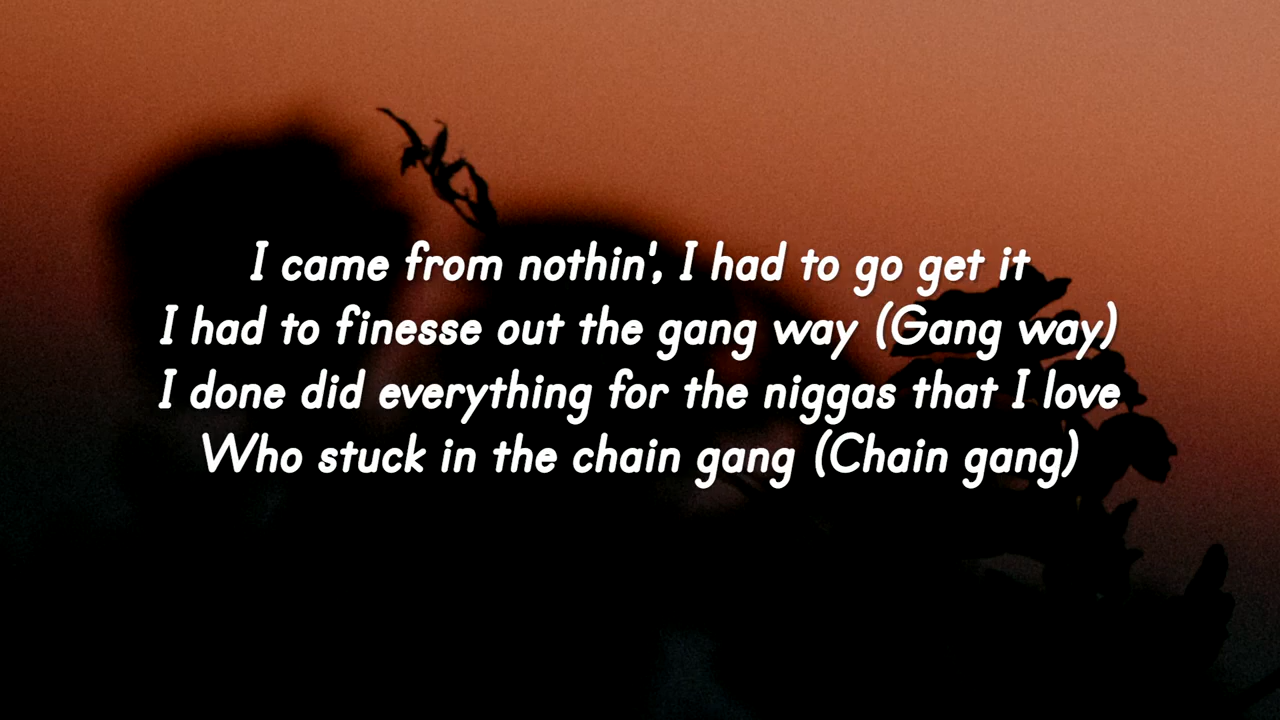 I came from nothin', I had to go get it
I had to finesse out the gang way (Gang way)
I done did everything for the niggas that I love
Who stuck in the chain gang (Chain gang)